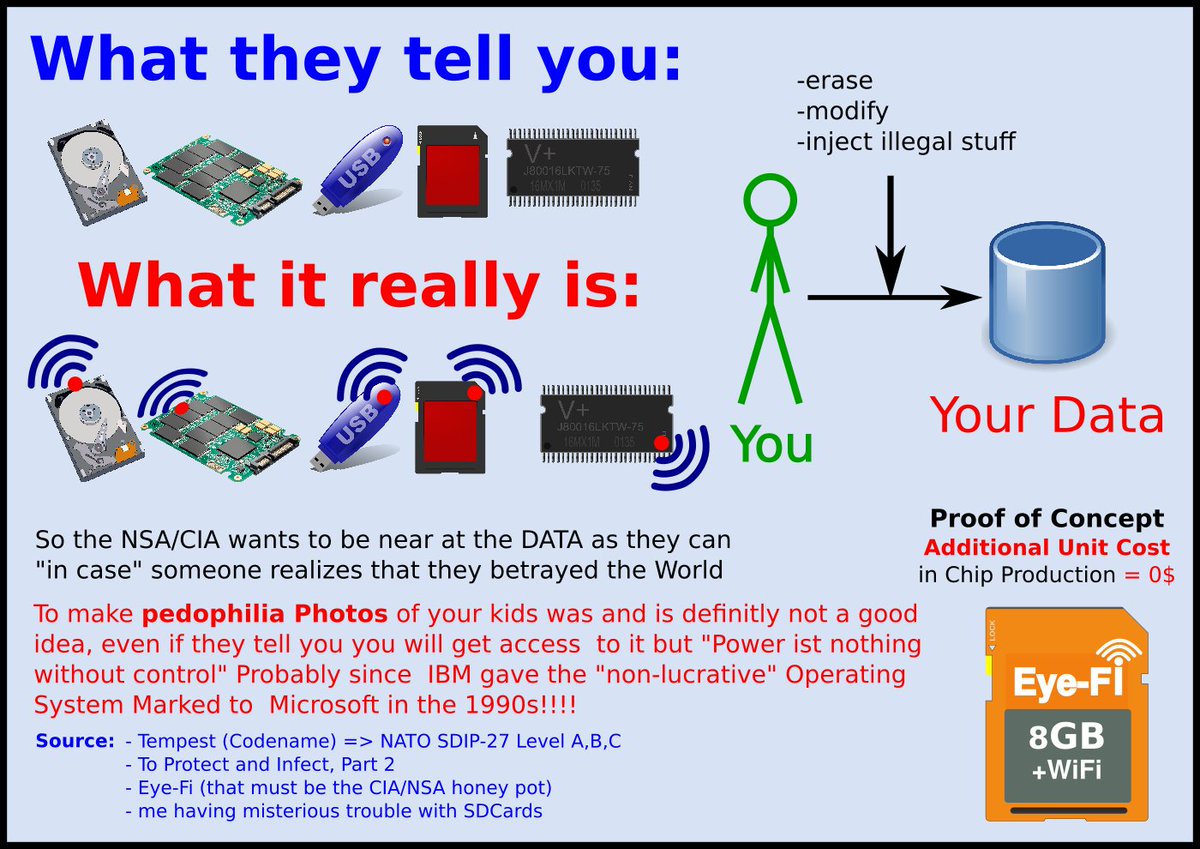 What they tell you:
-erase
-modify
-inject illegal stuff
USB
V+
J80016LKTW-75
16MX1M 0135
What it really is:
USB
V+
J80016LKTW-75
16MX1M 0135
You
Your Data
So the NSA/CIA wants to be near at the DATA as they can
"in case" someone realizes that they betrayed the World
To make pedophilia Photos of your kids was and is definitly not a good
idea, even if they tell you you will get access to it but "Power ist nothing
without control" Probably since IBM gave the "non-lucrative" Operating
System Marked to Microsoft in the 1990s!!!!
Source: - Tempest (Codename) => NATO SDIP-27 Level A,B,C
- To Protect and Infect, Part 2
- Eye-Fi (that must be the CIA/NSA honey pot)
- me having misterious trouble with SDCards
Proof of Concept
Additional Unit Cost
in Chip Production = 0$
LOCK
Eye-Fi
8GB
+WiFi